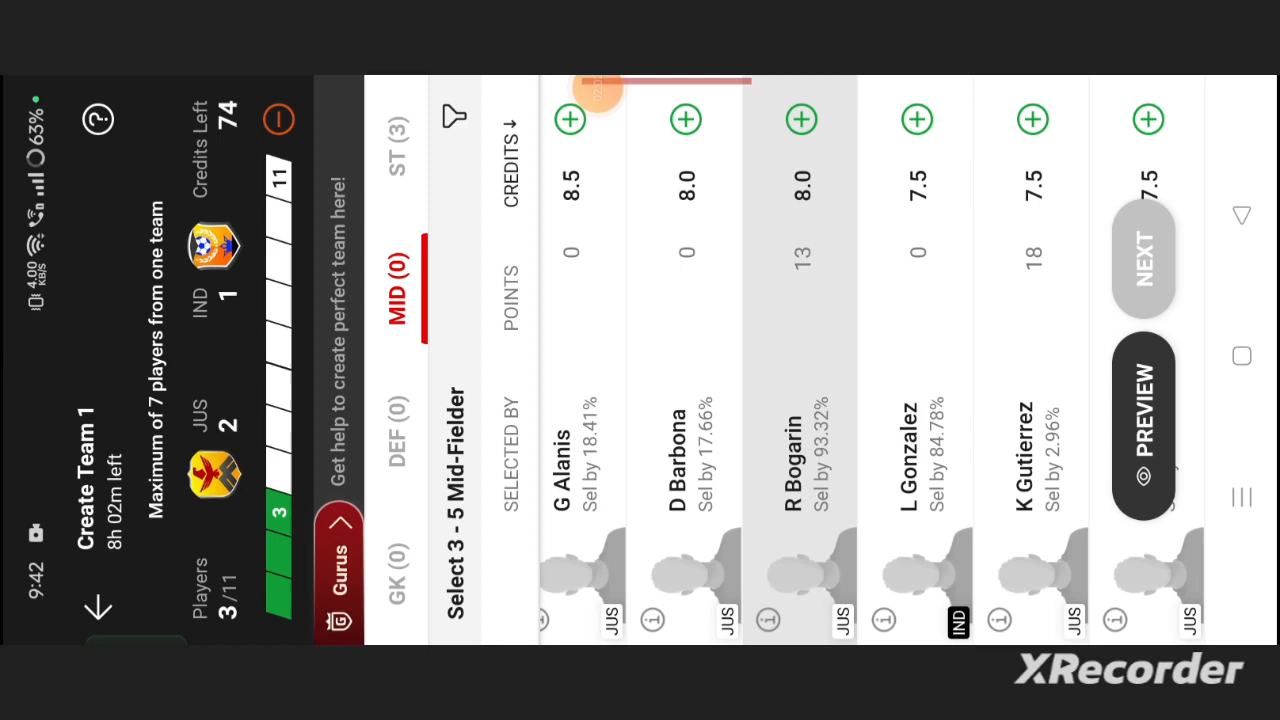 9:42
4.00
KB/S
63%
Create Team 1
8h 02m left
Maximum of 7 players from one team
Players
3/11
JUS
2
IND
1
Credits Left
74
3
11
Gurus
Get help to create perfect team here!
GK (0)
DEF (0)
MID (0)
ST (3)
Select 3 - 5 Mid-Fielder
SELECTED BY
POINTS
CREDITS
G Alanis
Sel by 18.41%
0
8.5
JUS
D Barbona
Sel by 17.66%
0
8.0
JUS
R Bogarin
Sel by 93.32%
13
8.0
JUS
L Gonzalez
Sel by 84.78%
0
7.5
IND
K Gutierrez
Sel by 2.96%
18
7.5
JUS
PREVIEW
NEXT
7.5
JUS
XRecorder